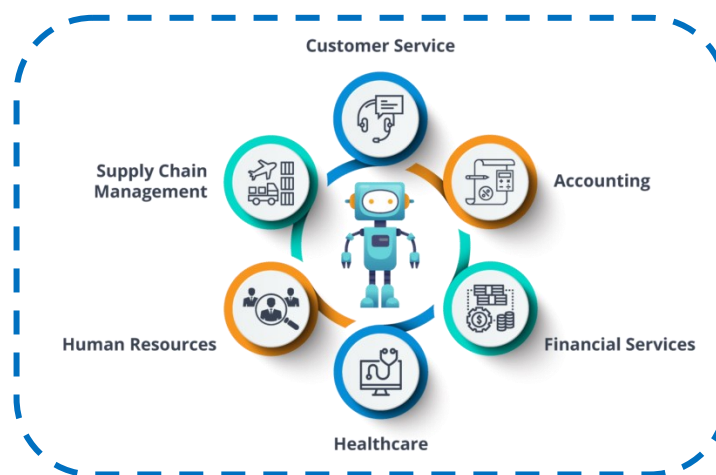 Customer Service
Accounting
Financial Services
Healthcare
Human Resources
Supply Chain
Management